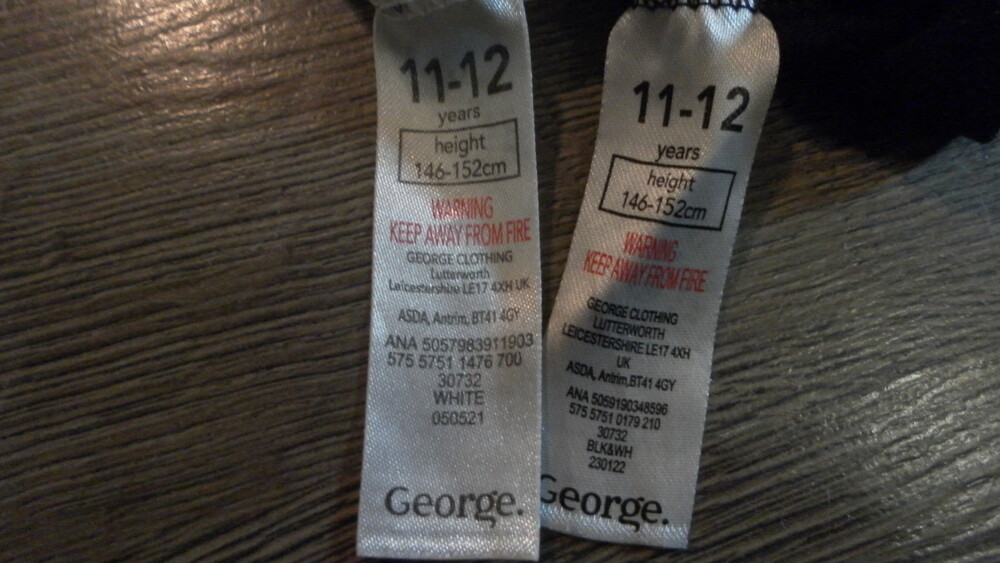 11-12
years
height
146-152cm
WARNING
KEEP AWAY FROM FIRE
GEORGE CLOTHING
Lutterworth
Leicestershire LE17 4XH UK
ASDA, Antrim, BT41 4GY
ANA 5057983911903
575 5751 1476 700
30732
WHITE
050521
George.
11-12
years
height
146-152cm
WARNING
KEEP AWAY FROM FIRE
GEORGE CLOTHING
LUTTERWORTH
LEICESTERSHIRE LE17 4XH
UK
ASDA, Antrim,BT41 4GY
ANA 5059190348596
575 5751 0179 210
30732
BLK&WH
230122
George.